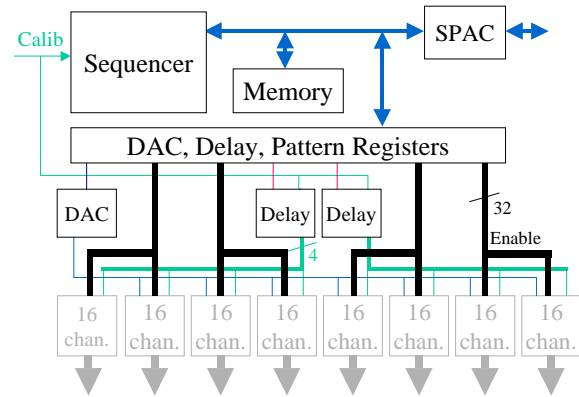 Calib
Sequencer
SPAC
Memory
DAC, Delay, Pattern Registers
DAC
Delay
Delay
32
Enable
4
16
chan.
16
chan.
16
chan.
16
chan.
16
chan.
16
chan.
16
chan.
16
chan.